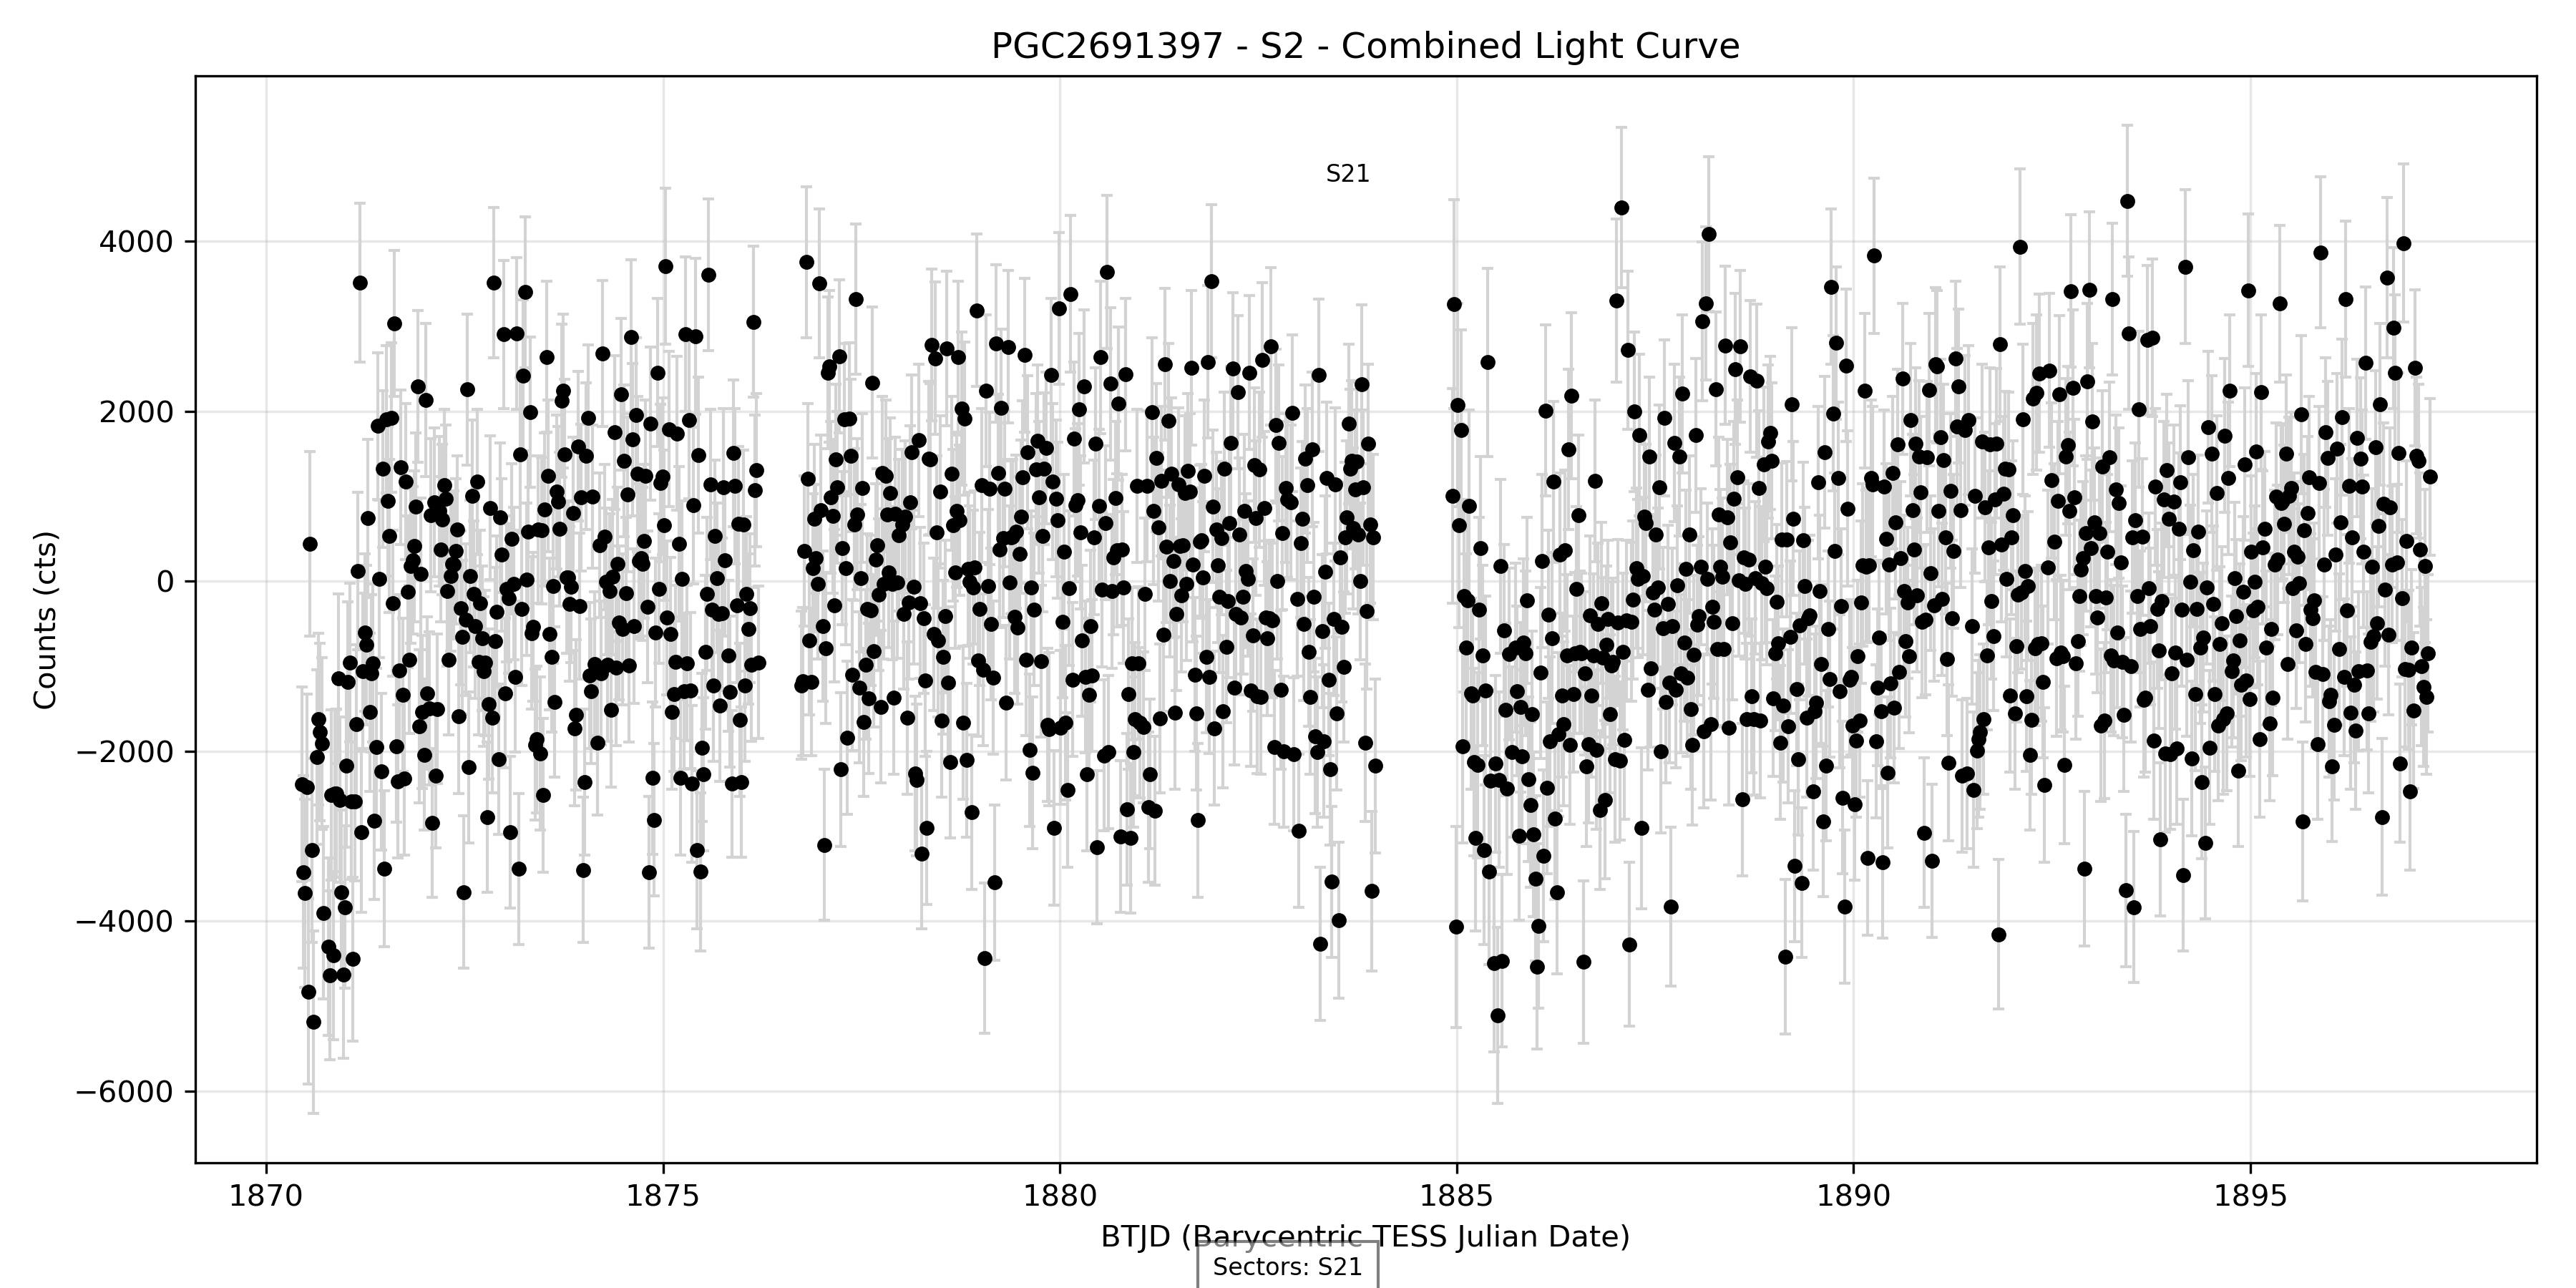 PGC2691397 - S2 - Combined Light Curve
S21
4000
2000
0
−2000
−4000
−6000
Counts (cts)
1870 1875 1880 1885 1890 1895
BTJD (Barycentric TESS Julian Date)
Sectors: S21